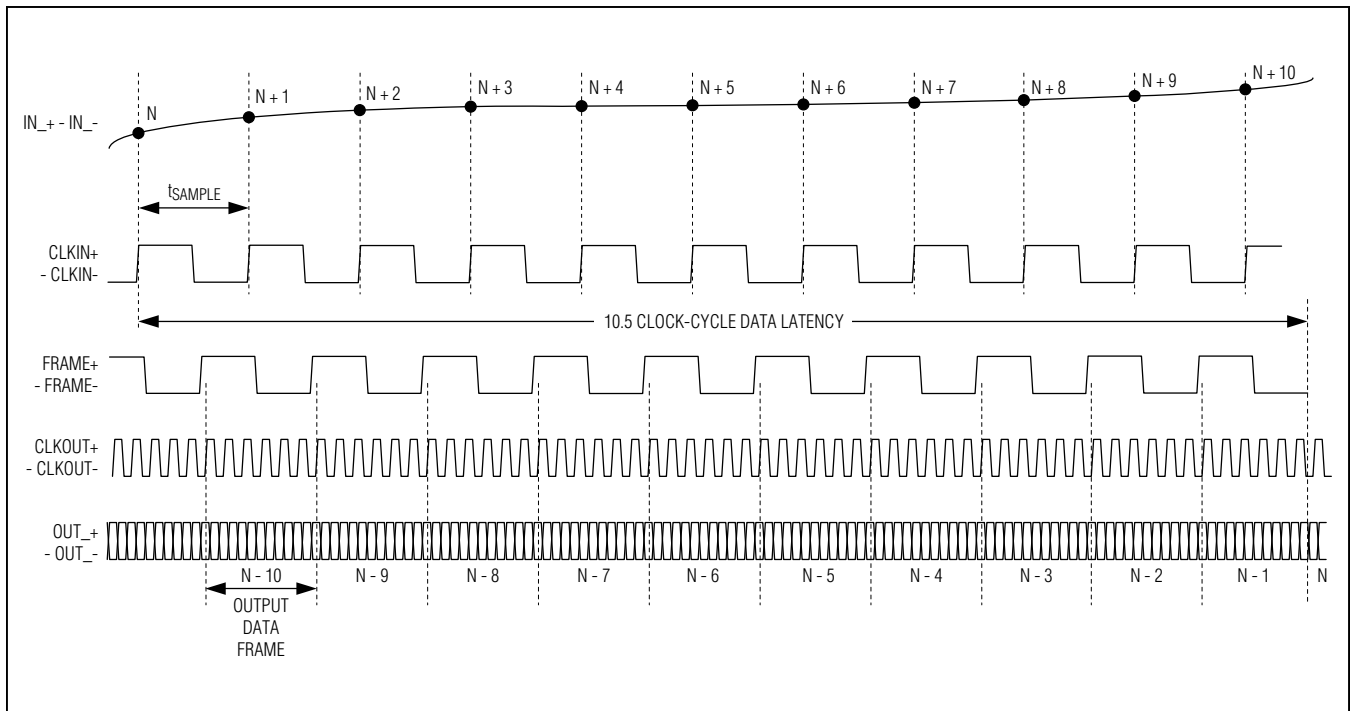 N
N + 1
N + 2
N + 3
N + 4
N + 5
N + 6
N + 7
N + 8
N + 9
N + 10
IN_+ - IN_-
tSAMPLE
CLKIN+
- CLKIN-
10.5 CLOCK-CYCLE DATA LATENCY
FRAME+
- FRAME-
CLKOUT+
- CLKOUT-
OUT_+
- OUT_-
N - 10
N - 9
N - 8
N - 7
N - 6
N - 5
N - 4
N - 3
N - 2
N - 1
N
OUTPUT
DATA
FRAME